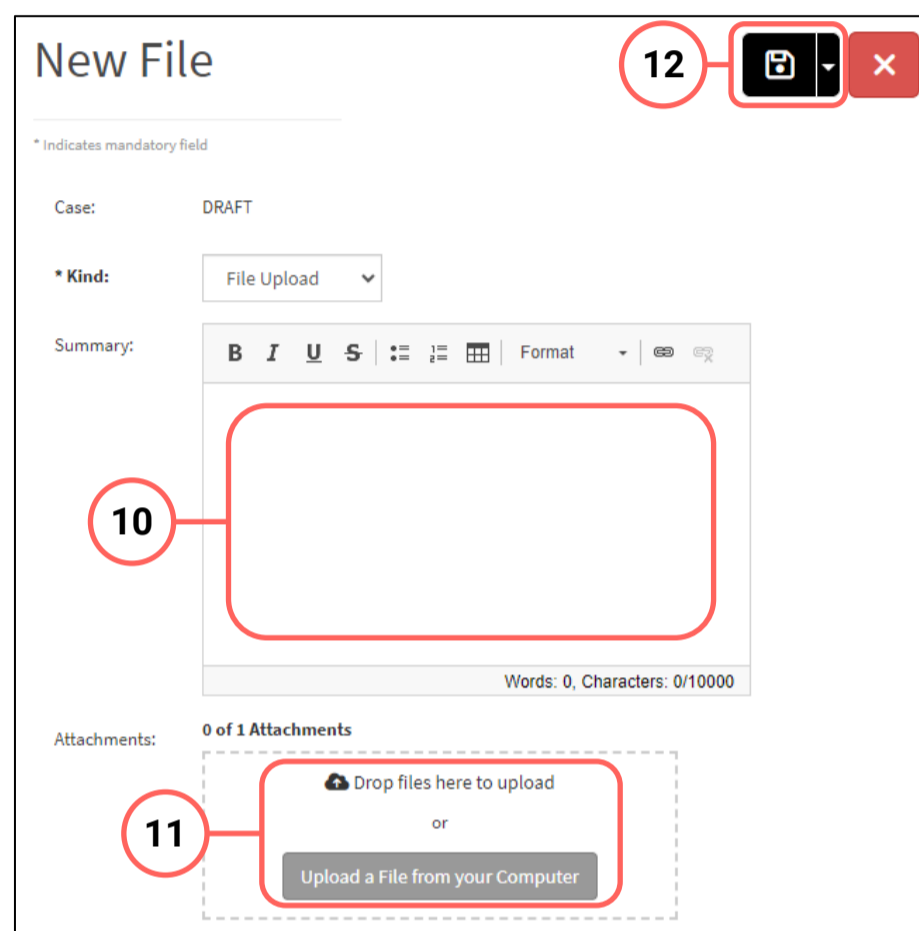 New File
12
* Indicates mandatory field
Case: DRAFT
* Kind: File Upload
Summary: B I U S Format
10
Words: 0, Characters: 0/10000
Attachments: 0 of 1 Attachments
Drop files here to upload
or
11
Upload a File from your Computer